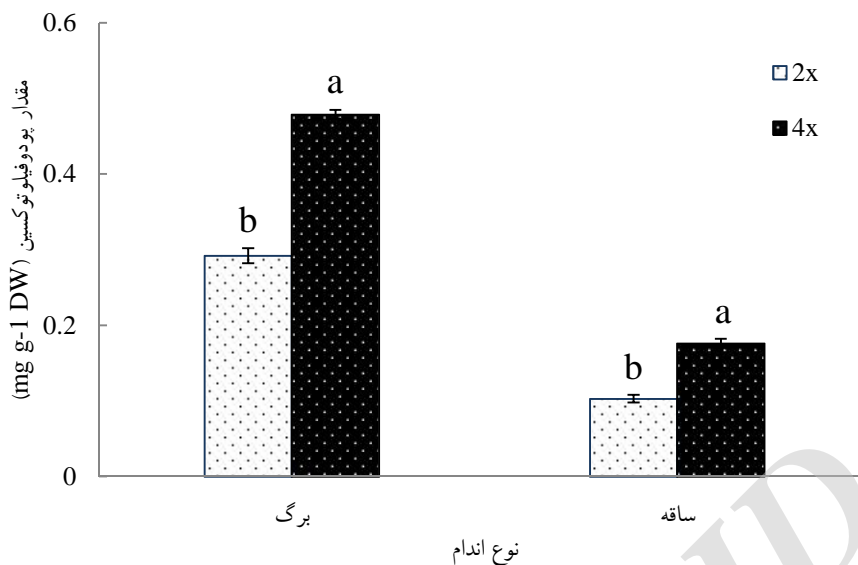 0.6
0.4
0.2
0
مقدار پودوفیلوتوکسین (mg g-1 DW)
a
b
a
b
2x
4x
برگ
ساقه
نوع اندام